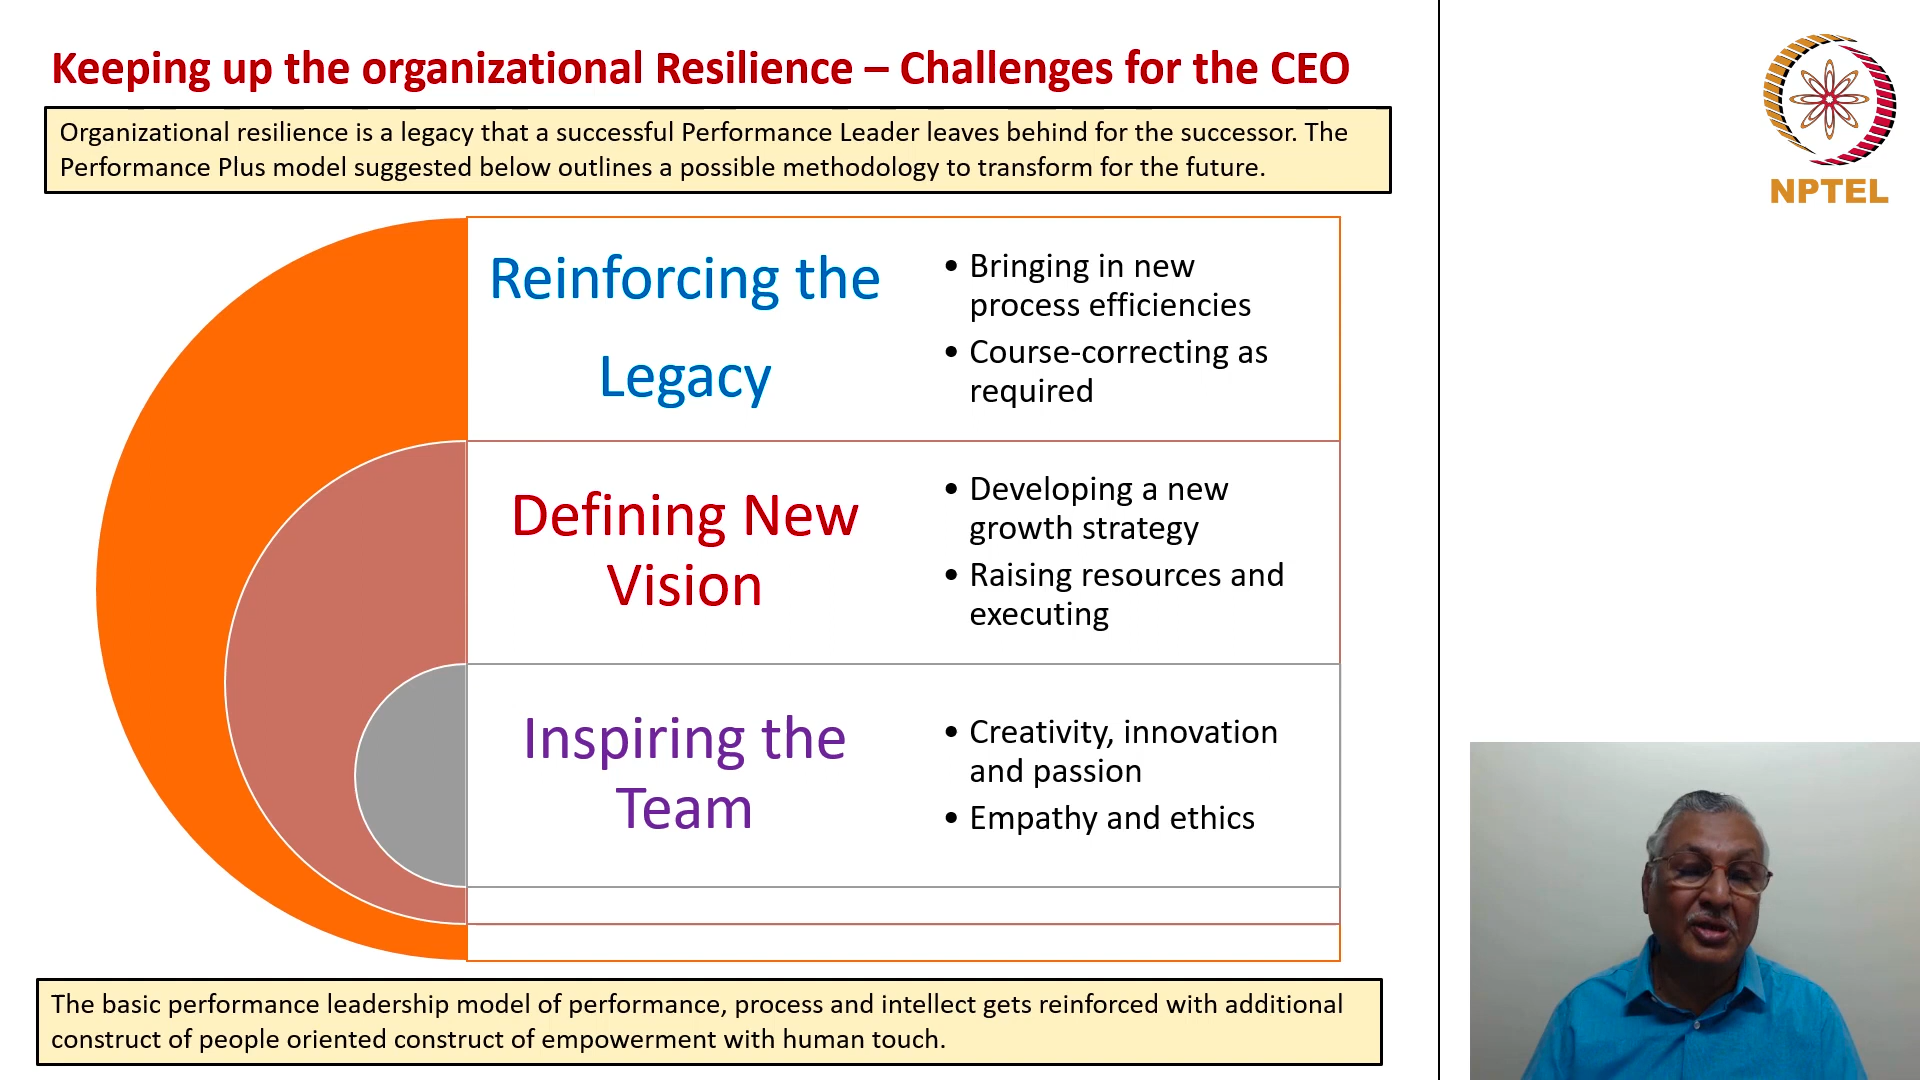 Keeping up the organizational Resilience – Challenges for the CEO
Organizational resilience is a legacy that a successful Performance Leader leaves behind for the successor. The
Performance Plus model suggested below outlines a possible methodology to transform for the future.
NPTEL
Reinforcing the
Legacy
• Bringing in new
process efficiencies
• Course-correcting as
required
Defining New
Vision
• Developing a new
growth strategy
• Raising resources and
executing
Inspiring the
Team
• Creativity, innovation
and passion
• Empathy and ethics
The basic performance leadership model of performance, process and intellect gets reinforced with additional
construct of people oriented construct of empowerment with human touch.